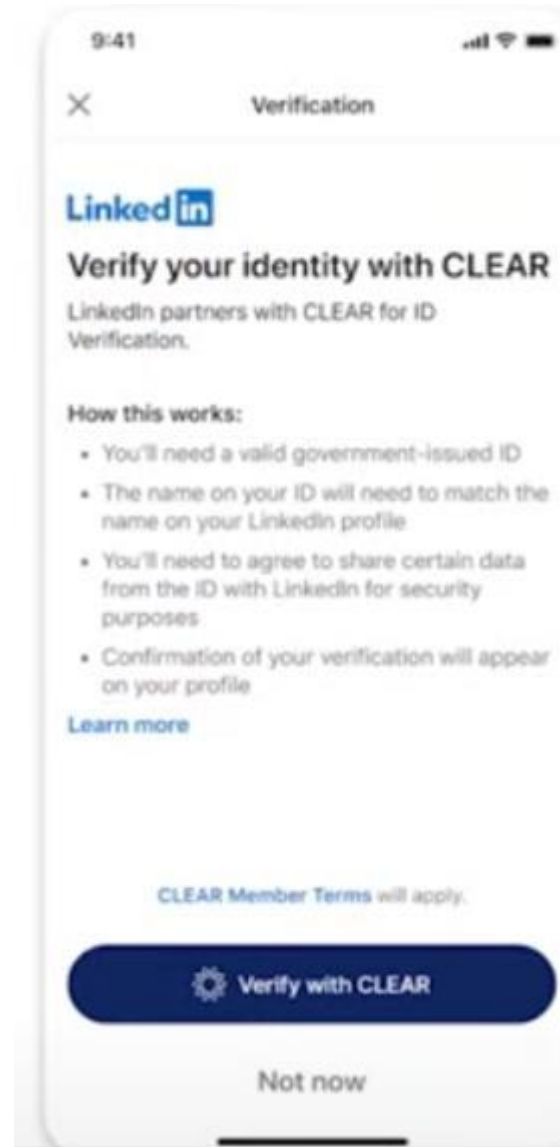 9:41
Verification
Linked in
Verify your identity with CLEAR
LinkedIn partners with CLEAR for ID
Verification.
How this works:
• You'll need a valid government-issued ID
• The name on your ID will need to match the
name on your LinkedIn profile
• You'll need to agree to share certain data
from the ID with LinkedIn for security
purposes
• Confirmation of your verification will appear
on your profile
Learn more
CLEAR Member Terms will apply.
Verify with CLEAR
Not now